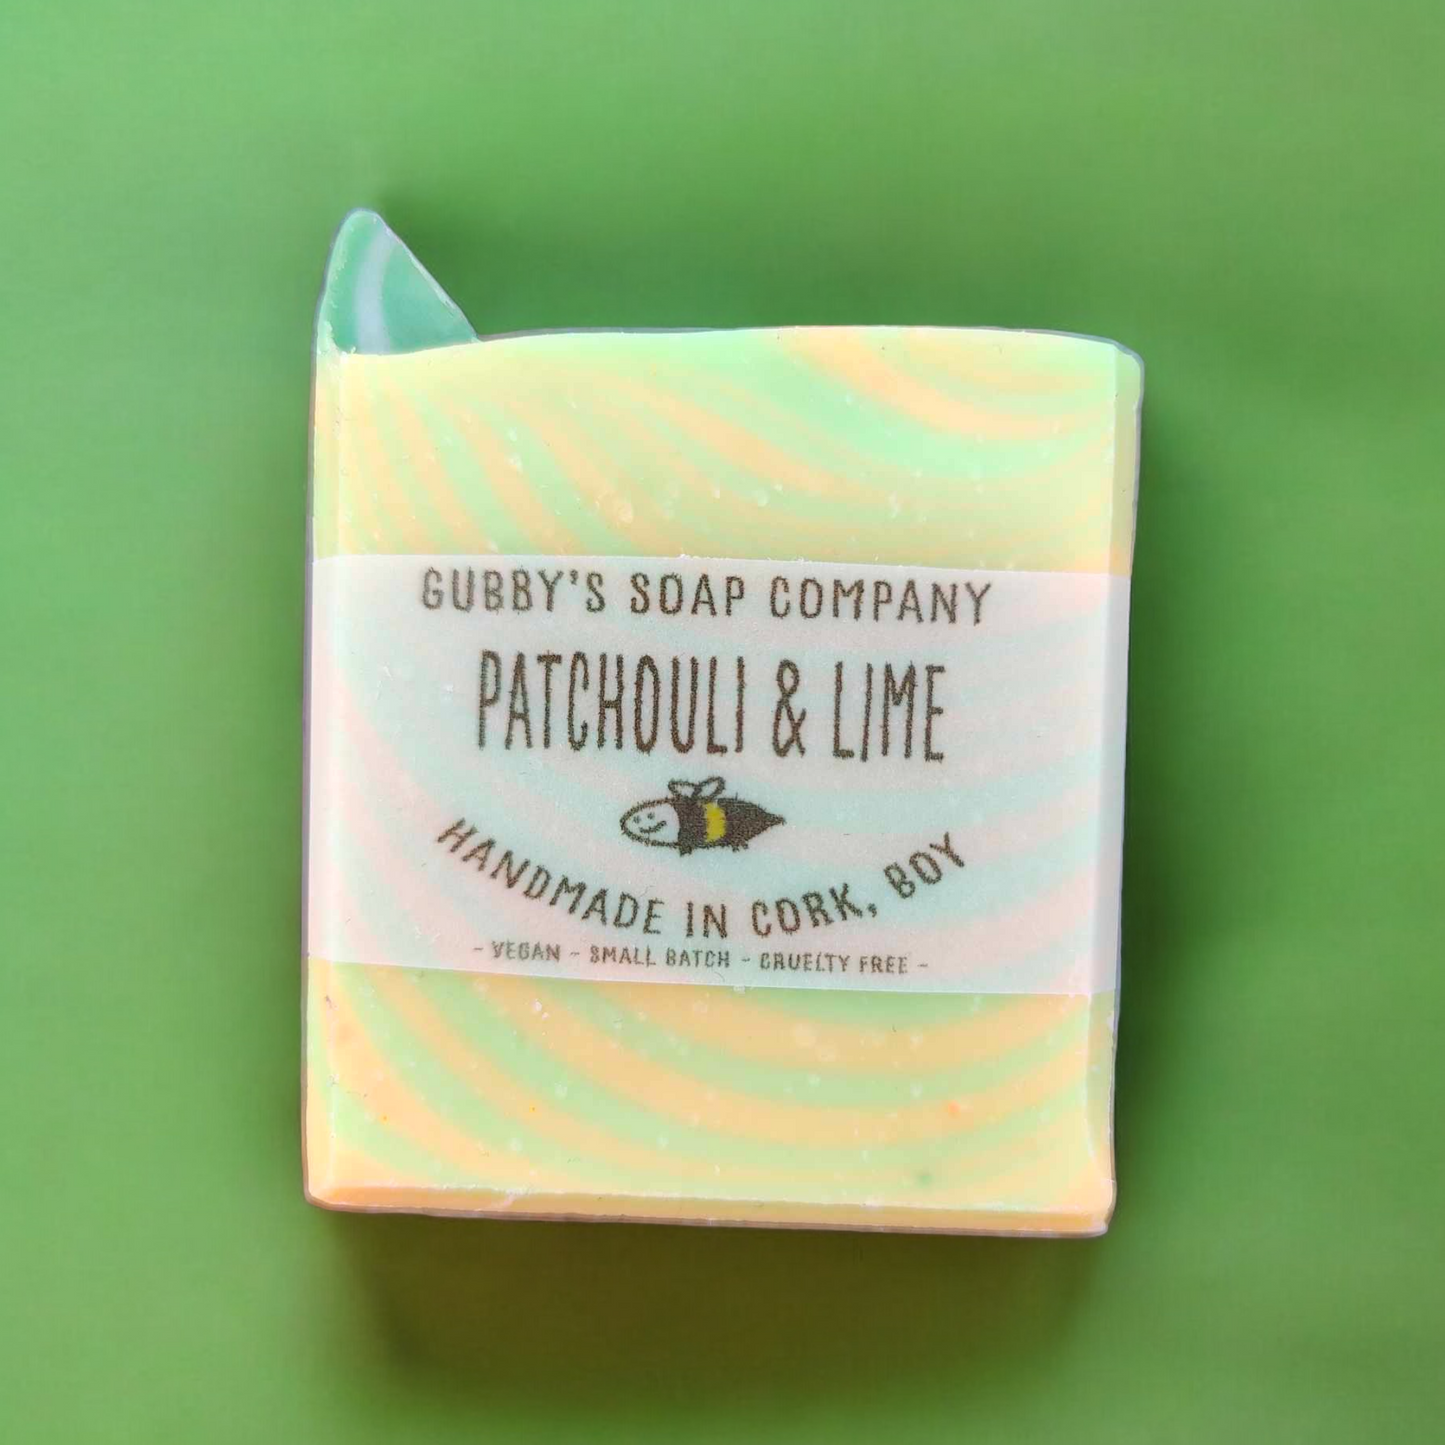 GUBBY'S SOAP COMPANY
PATCHOULI & LIME
HANDMADE IN CORK, BOY
- VEGAN - SMALL BATCH - CRUELTY FREE -